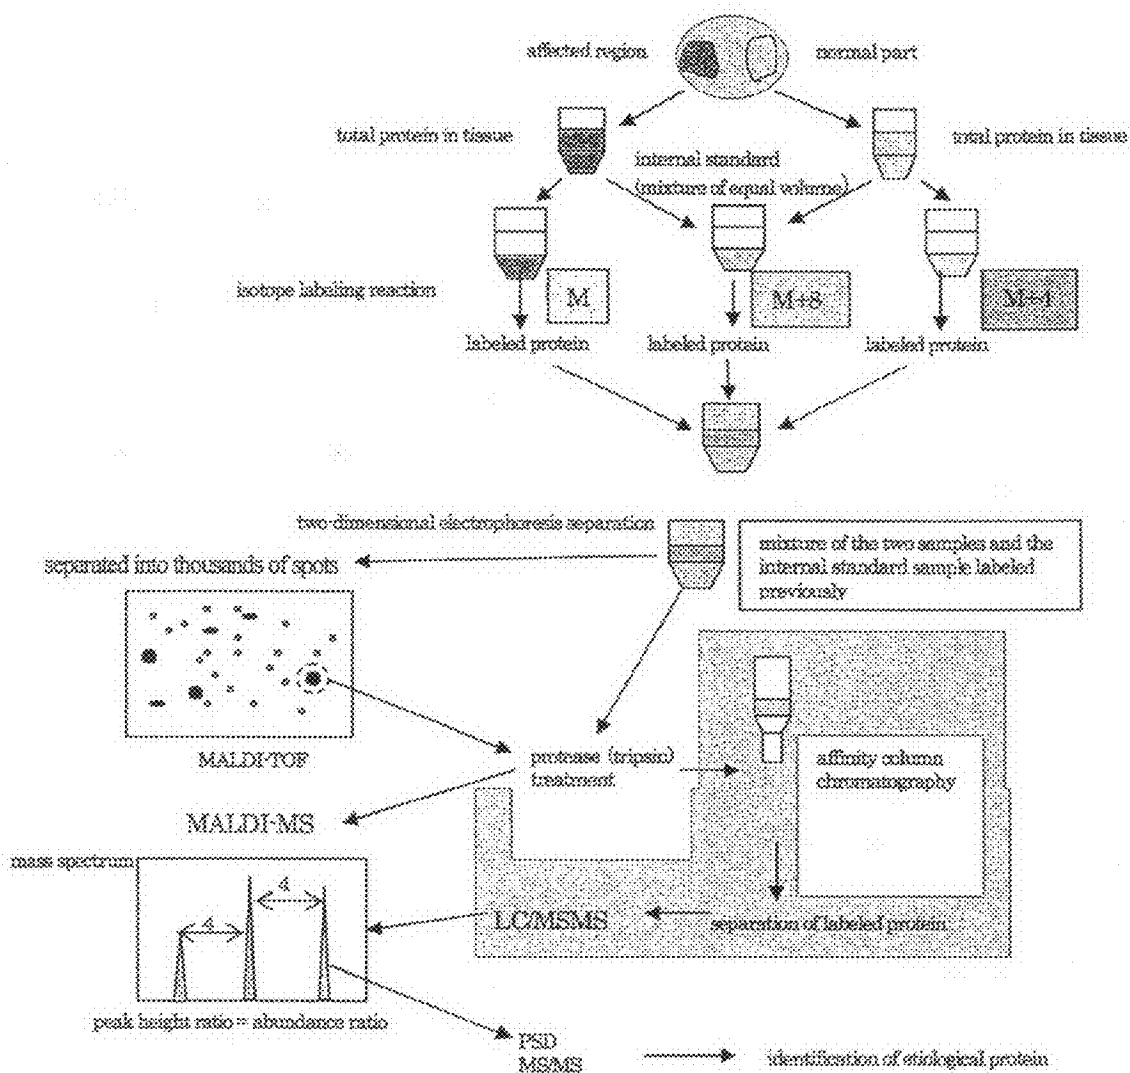 affected region
normal part
total protein in tissue
total protein in tissue
internal standard
(mixture of equal volume)
isotope labeling reaction
M
M+8
M+4
labeled protein
labeled protein
labeled protein
two-dimensional electrophoresis separation
separated into thousands of spots
mixture of the two samples and the
internal standard sample labeled
previously
MALDI-TOF
protease (tripsin)
treatment
affinity column
chromatography
MALDI-MS
mass spectrum
4
4
LC/MSMS
separation of labeled protein
peak height ratio = abundance ratio
PSD
MS/MS
identification of etiological protein